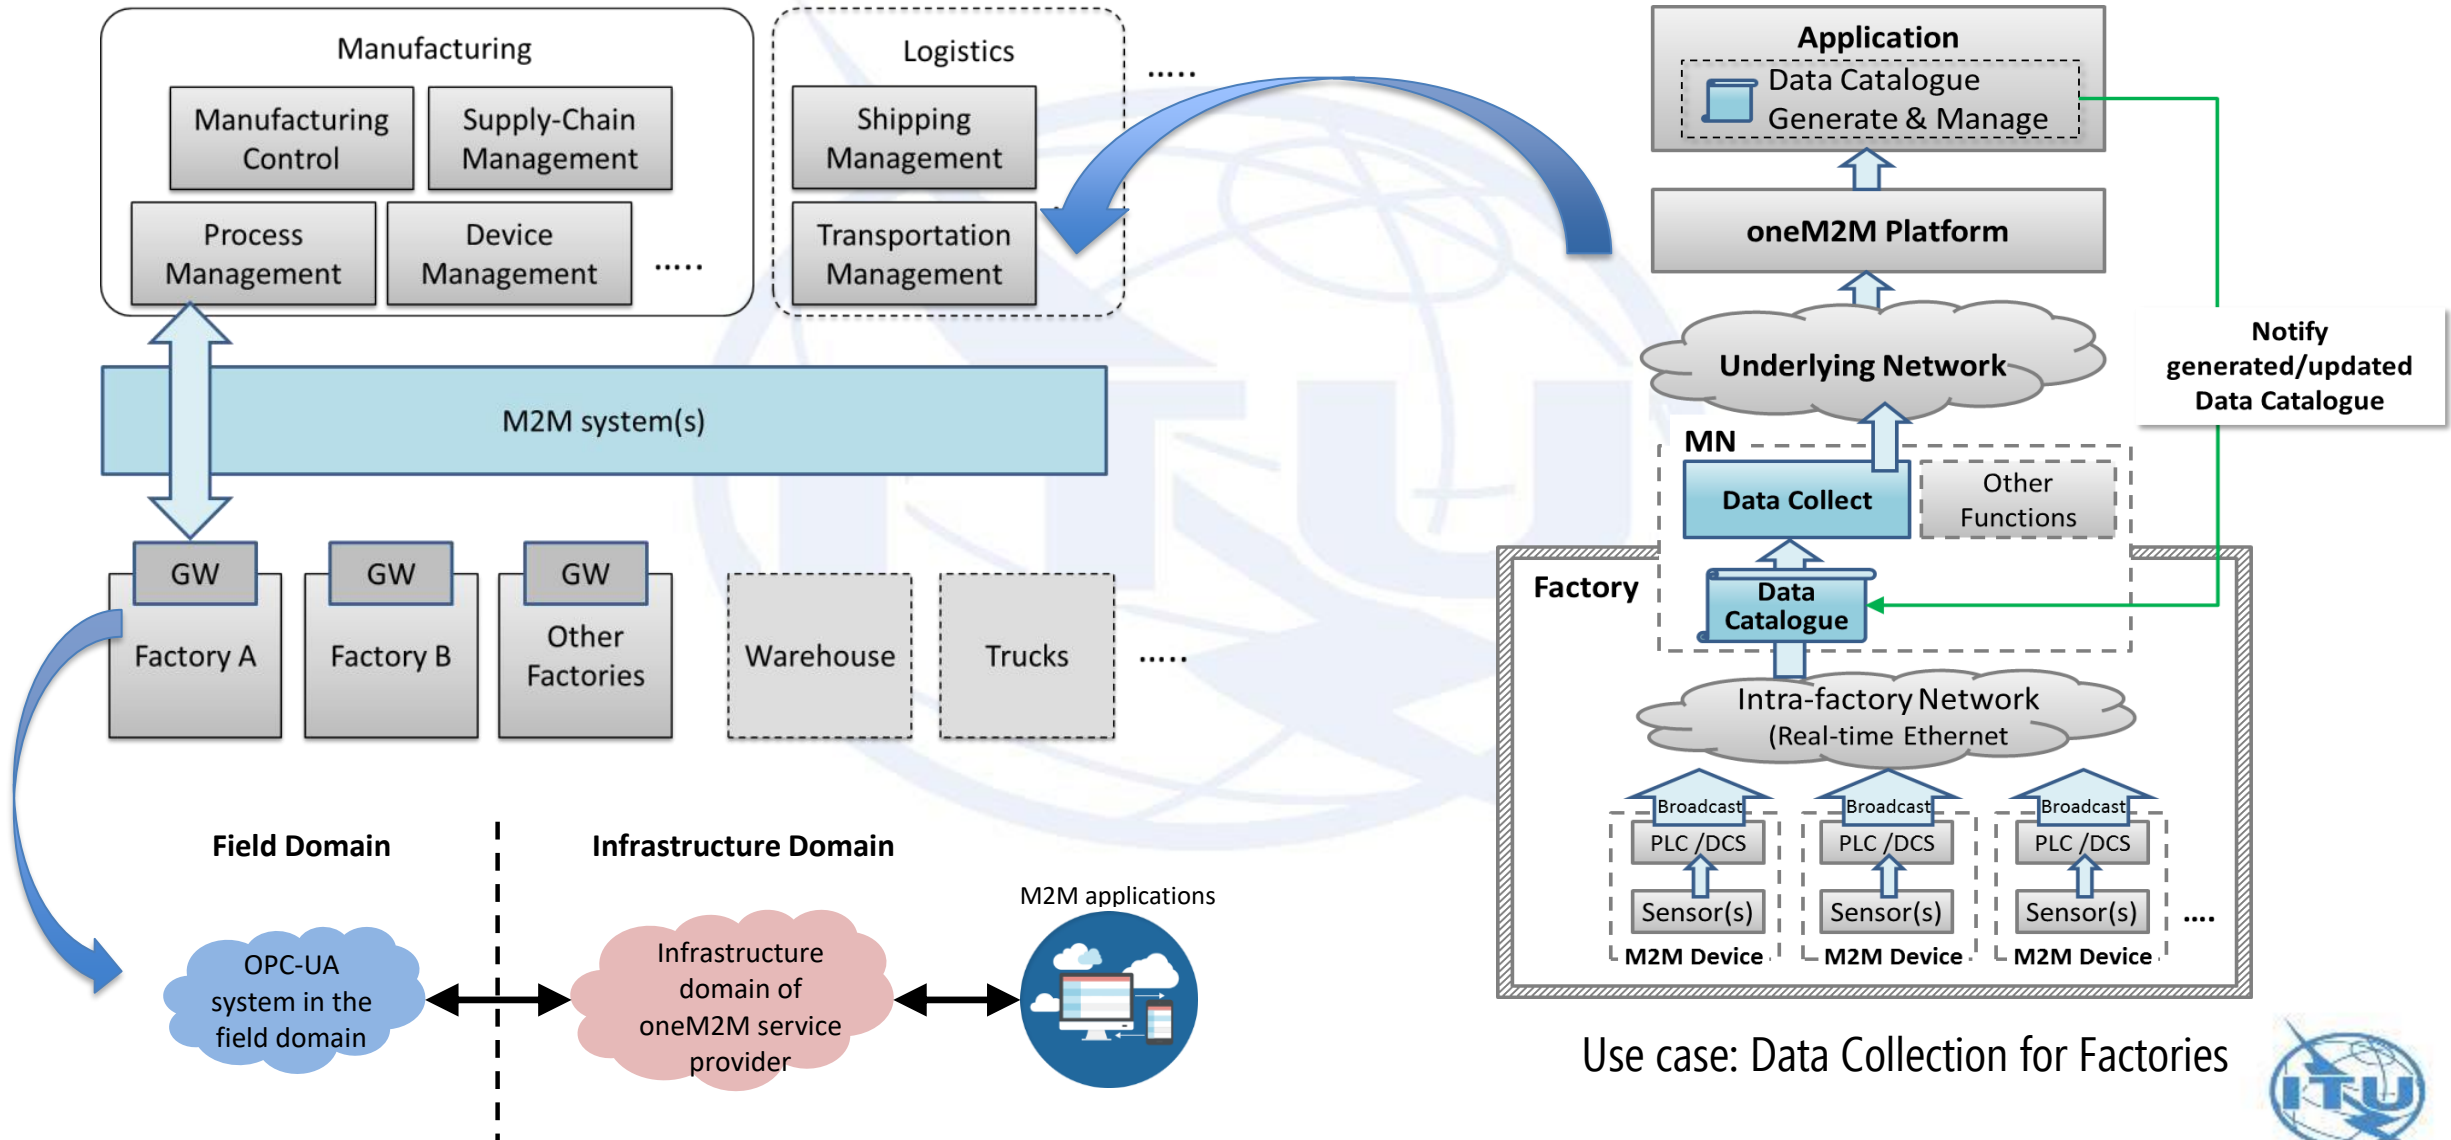 Manufacturing
Manufacturing
Control
Supply-Chain
Management
Process
Management
Device
Management
.....
Logistics
Shipping
Management
Transportation
Management
.....
M2M system(s)
GW
Factory A
GW
Factory B
GW
Other
Factories
Warehouse
Trucks
.....
Field Domain
Infrastructure Domain
OPC-UA
system in the
field domain
Infrastructure
domain of
oneM2M service
provider
M2M applications
Application
Data Catalogue
Generate & Manage
oneM2M Platform
Underlying Network
Notify
generated/updated
Data Catalogue
MN
Data Collect
Other
Functions
Factory
Data
Catalogue
Intra-factory Network
(Real-time Ethernet
Broadcast
Broadcast
Broadcast
PLC /DCS
PLC /DCS
PLC /DCS
Sensor(s)
Sensor(s)
Sensor(s)
....
M2M Device
M2M Device
M2M Device
Use case: Data Collection for Factories
ITU
ITU